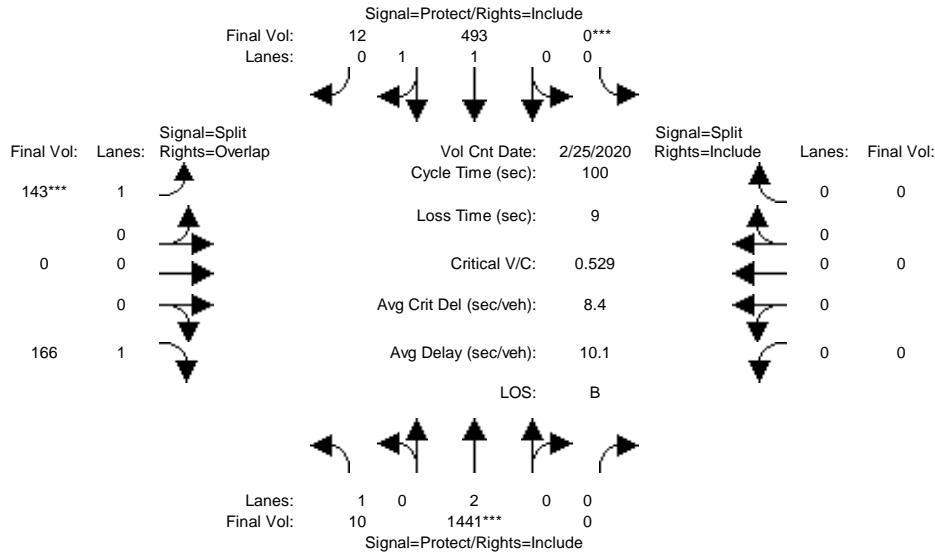 Signal=Protect/Rights=Include
Final Vol: 12 493 0***
Lanes: 0 1 1 0 0
Signal=Split Signal=Split
Final Vol: Lanes: Rights=Overlap Vol Cnt Date: 2/25/2020 Rights=Include Lanes: Final Vol:
Cycle Time (sec): 100
143*** 1 0 0
Loss Time (sec): 9
0 0
0 0 Critical V/C: 0.529 0 0
0 Avg Crit Del (sec/veh): 8.4 0
166 1 Avg Delay (sec/veh): 10.1 0 0
LOS: B
Lanes: 1 0 2 0 0
Final Vol: 10 1441*** 0
Signal=Protect/Rights=Include